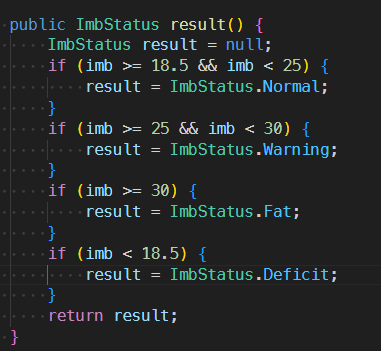 public ImbStatus result() {
    ImbStatus result = null;
    if (imb >= 18.5 && imb < 25) {
        result = ImbStatus.Normal;
    }
    if (imb >= 25 && imb < 30) {
        result = ImbStatus.Warning;
    }
    if (imb >= 30) {
        result = ImbStatus.Fat;
    }
    if (imb < 18.5) {
        result = ImbStatus.Deficit;
    }
    return result;
}